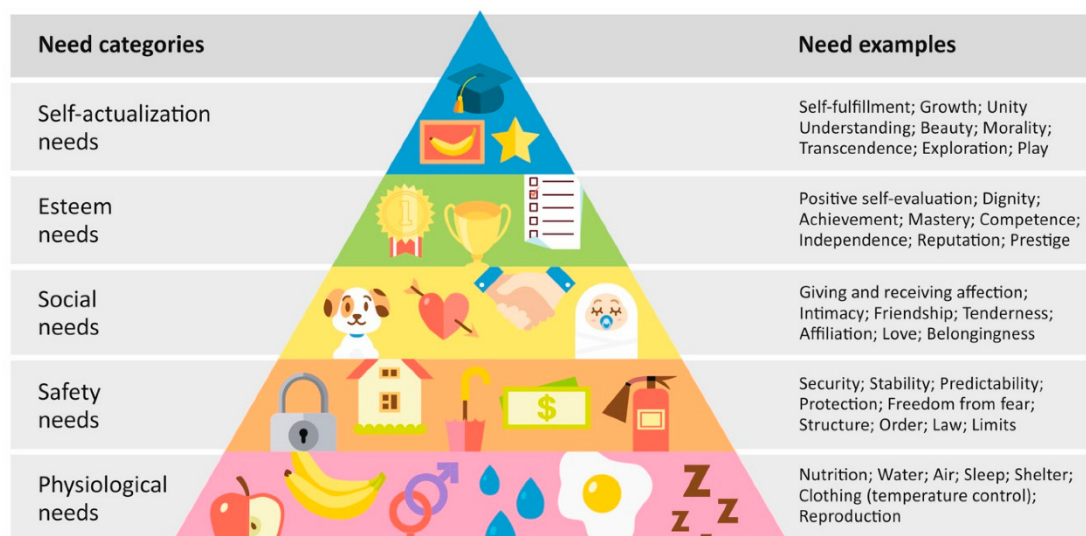 Need categories
Need examples
Self-actualization
needs
Self-fulfillment; Growth; Unity
Understanding; Beauty; Morality;
Transcendence; Exploration; Play
Esteem
needs
1
Positive self-evaluation; Dignity;
Achievement; Mastery; Competence;
Independence; Reputation; Prestige
Social
needs
Giving and receiving affection;
Intimacy; Friendship; Tenderness;
Affiliation; Love; Belongingness
Safety
needs
$
Security; Stability; Predictability;
Protection; Freedom from fear;
Structure; Order; Law; Limits
Physiological
needs
Z
Z
Z
Z
Nutrition; Water; Air; Sleep; Shelter;
Clothing (temperature control);
Reproduction